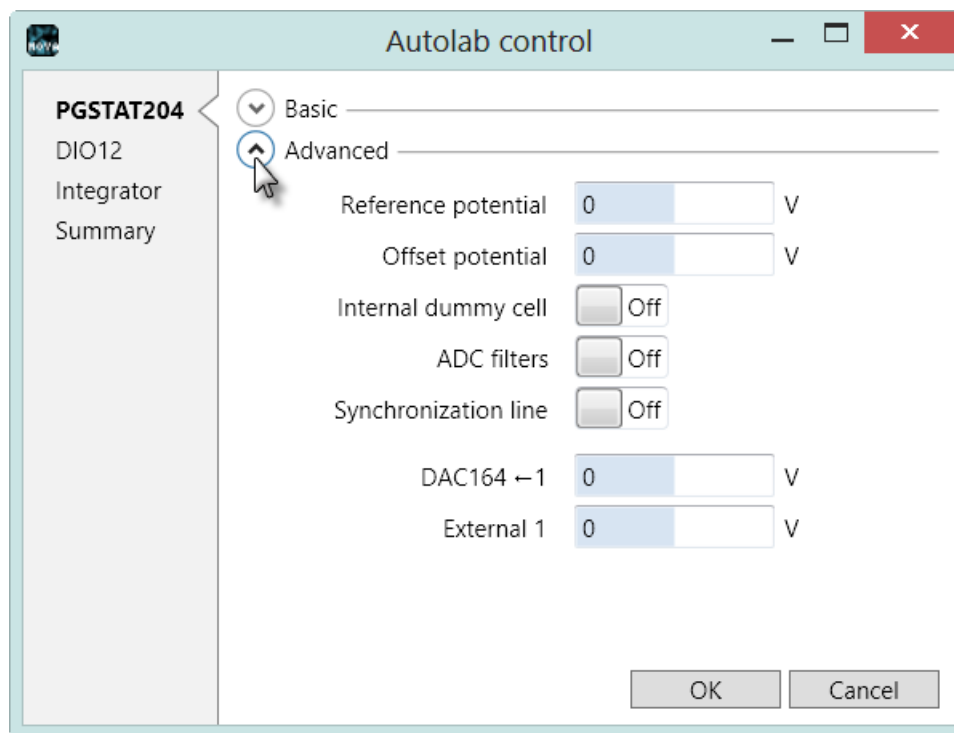 Autolab control
PGSTAT204
DIO12
Integrator
Summary
Basic
Advanced
Reference potential 0 V
Offset potential 0 V
Internal dummy cell Off
ADC filters Off
Synchronization line Off
DAC164 ←1 0 V
External 1 0 V
OK Cancel